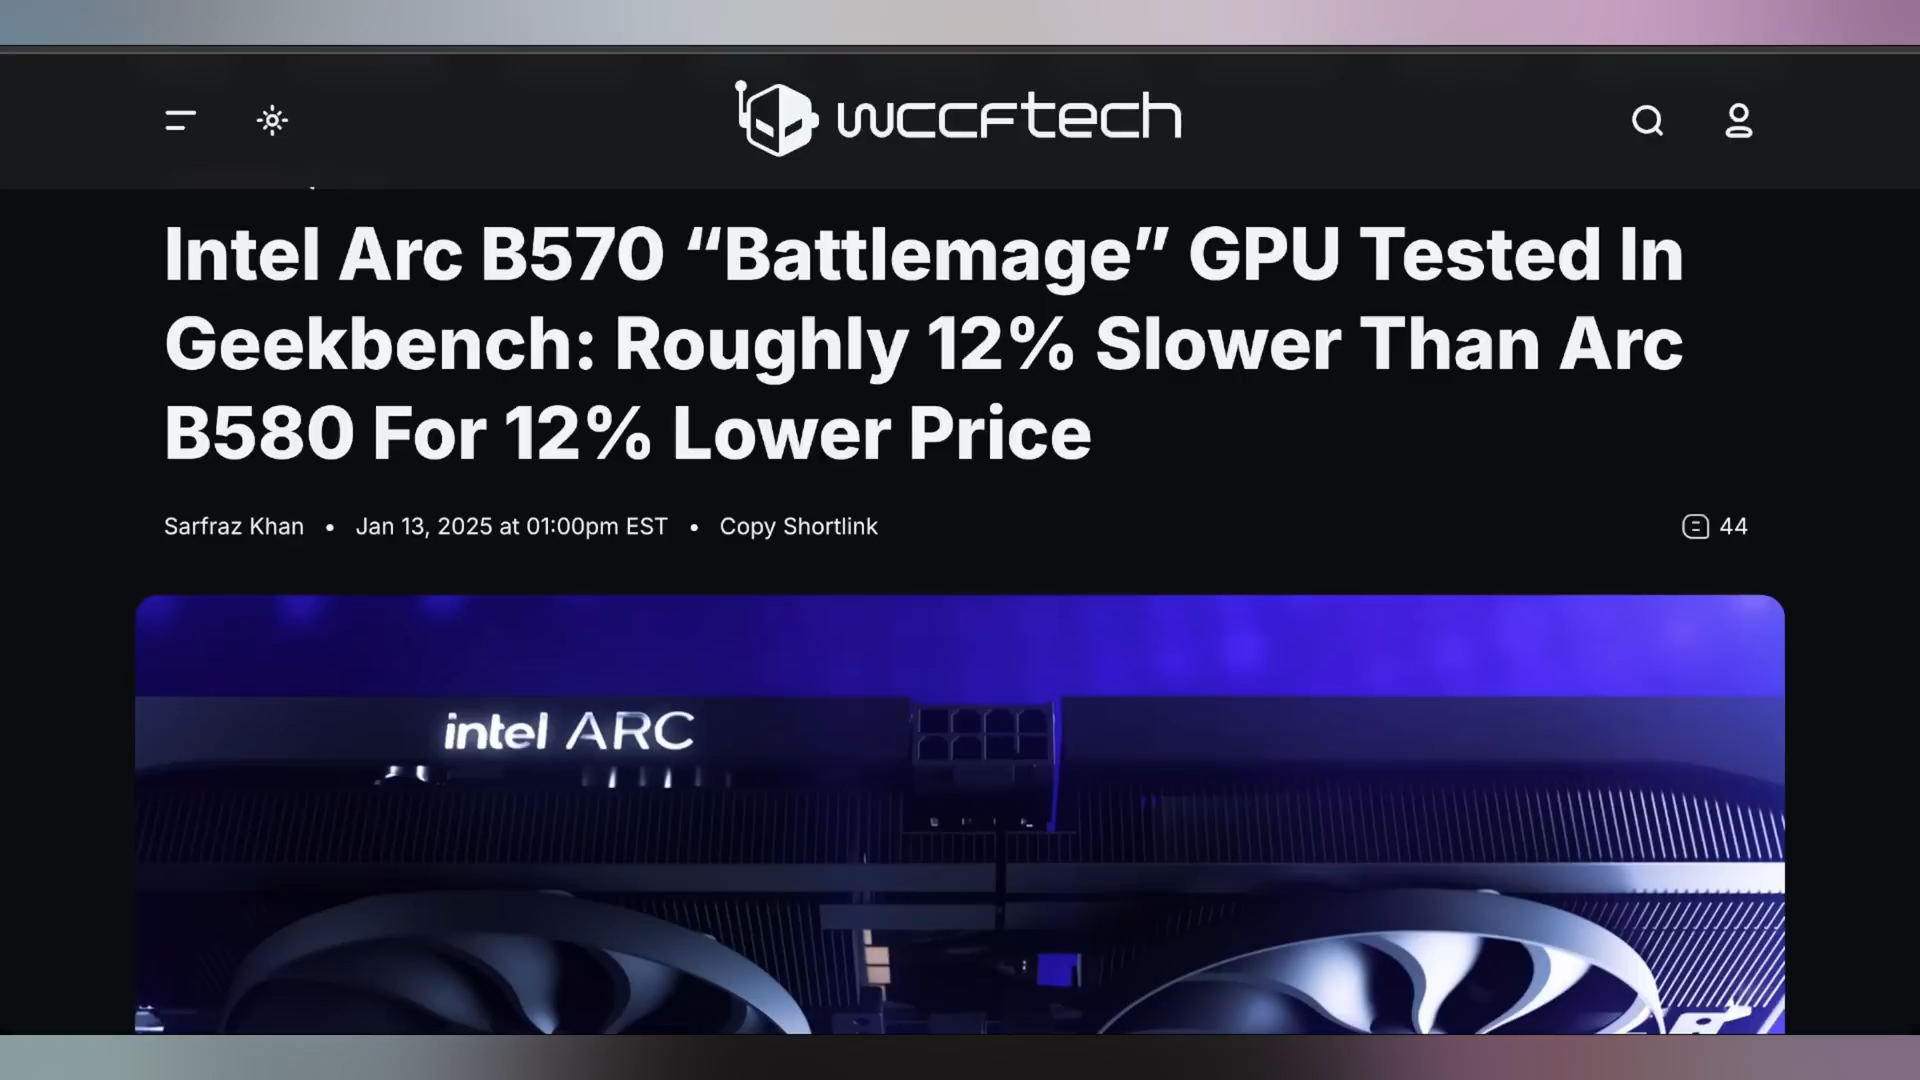 wccftech
Intel Arc B570 “Battlemage” GPU Tested In
Geekbench: Roughly 12% Slower Than Arc
B580 For 12% Lower Price
Sarfraz Khan • Jan 13, 2025 at 01:00pm EST • Copy Shortlink
44
intel ARC